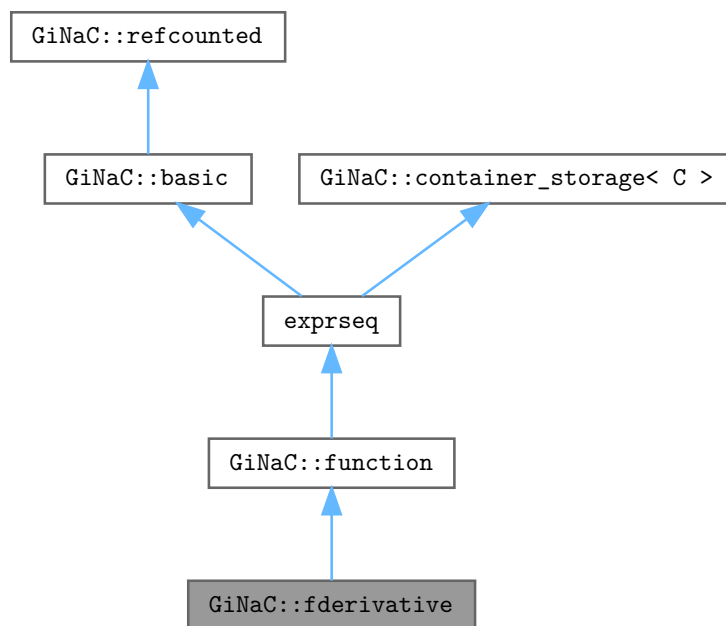 GiNaC::refcounted
GiNaC::basic
GiNaC::container_storage< C >
exprseq
GiNaC::function
GiNaC::fderivative